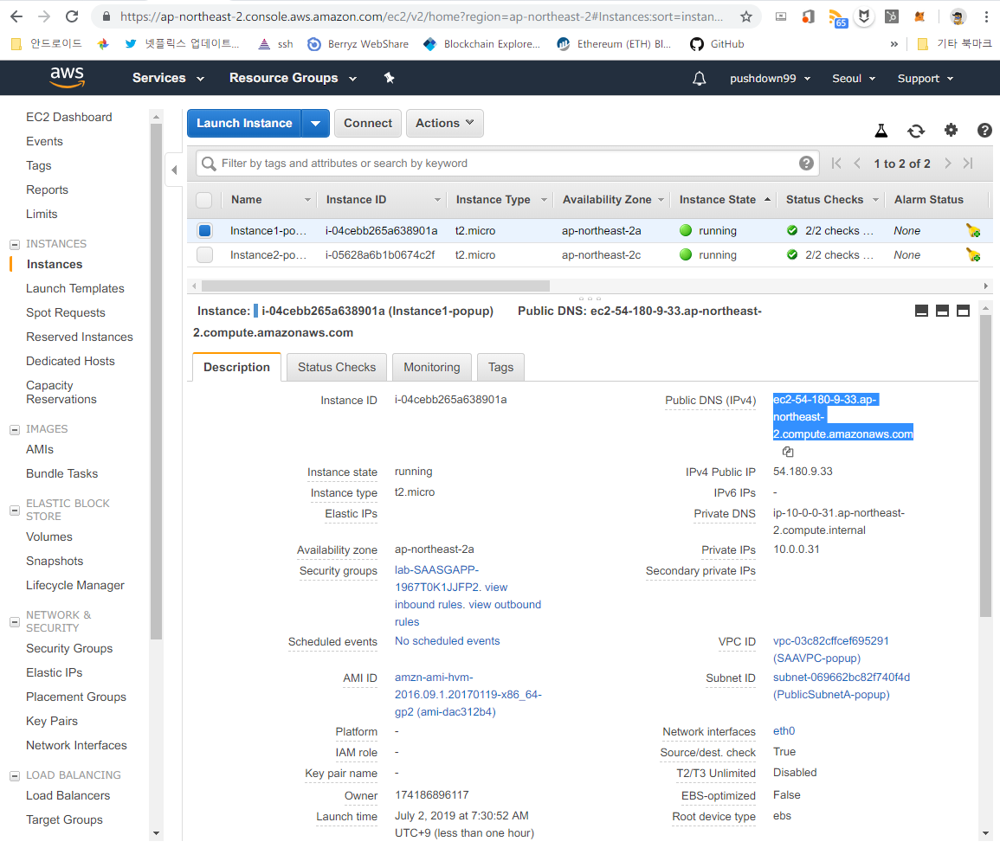 https://ap-northeast-2.console.aws.amazon.com/ec2/v2/home?region=ap-northeast-2#Instances:sort=instan...
65
안드로이드
넷플릭스 업데이트...
ssh
Berryz WebShare
Blockchain Explore...
Ethereum (ETH) Bl...
GitHub
»
기타 북마크
aws
Services
Resource Groups
pushdown99
Seoul
Support
EC2 Dashboard
Events
Tags
Reports
Limits
INSTANCES
Instances
Launch Templates
Spot Requests
Reserved Instances
Dedicated Hosts
Capacity
Reservations
IMAGES
AMIs
Bundle Tasks
ELASTIC BLOCK
STORE
Volumes
Snapshots
Lifecycle Manager
NETWORK &
SECURITY
Security Groups
Elastic IPs
Placement Groups
Key Pairs
Network Interfaces
LOAD BALANCING
Load Balancers
Target Groups
Launch Instance
Connect
Actions
Filter by tags and attributes or search by keyword
1 to 2 of 2
Name Instance ID Instance Type Availability Zone Instance State Status Checks Alarm Status
Instance1-po... i-04cebb265a638901a t2.micro ap-northeast-2a running 2/2 checks ... None
Instance2-po... i-05628a6b1b0674c2f t2.micro ap-northeast-2c running 2/2 checks ... None
Instance: i-04cebb265a638901a (Instance1-popup) Public DNS: ec2-54-180-9-33.ap-northeast-
2.compute.amazonaws.com
Description
Status Checks
Monitoring
Tags
Instance ID i-04cebb265a638901a
Instance state running
Instance type t2.micro
Elastic IPs
Availability zone ap-northeast-2a
Security groups lab-SAASGAPP-
1967T0K1JJFP2. view
inbound rules. view outbound
rules
Scheduled events No scheduled events
AMI ID amzn-ami-hvm-
2016.09.1.20170119-x86_64-
gp2 (ami-dac312b4)
Platform -
IAM role -
Key pair name -
Owner 174186896117
Launch time July 2, 2019 at 7:30:52 AM
UTC+9 (less than one hour)
Public DNS (IPv4) ec2-54-180-9-33.ap-
northeast-
2.compute.amazonaws.com
IPv4 Public IP 54.180.9.33
IPv6 IPs -
Private DNS ip-10-0-0-31.ap-northeast-
2.compute.internal
Private IPs 10.0.0.31
Secondary private IPs
VPC ID vpc-03c82cffcef695291
(SAAVPC-popup)
Subnet ID subnet-069662bc82f740f4d
(PublicSubnetA-popup)
Network interfaces eth0
Source/dest. check True
T2/T3 Unlimited Disabled
EBS-optimized False
Root device type ebs